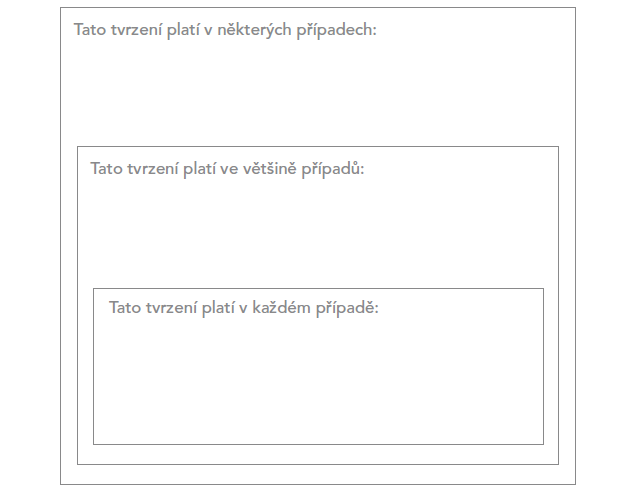 Tato tvrzení platí v některých případech:
Tato tvrzení platí ve většině případů:
Tato tvrzení platí v každém případě: